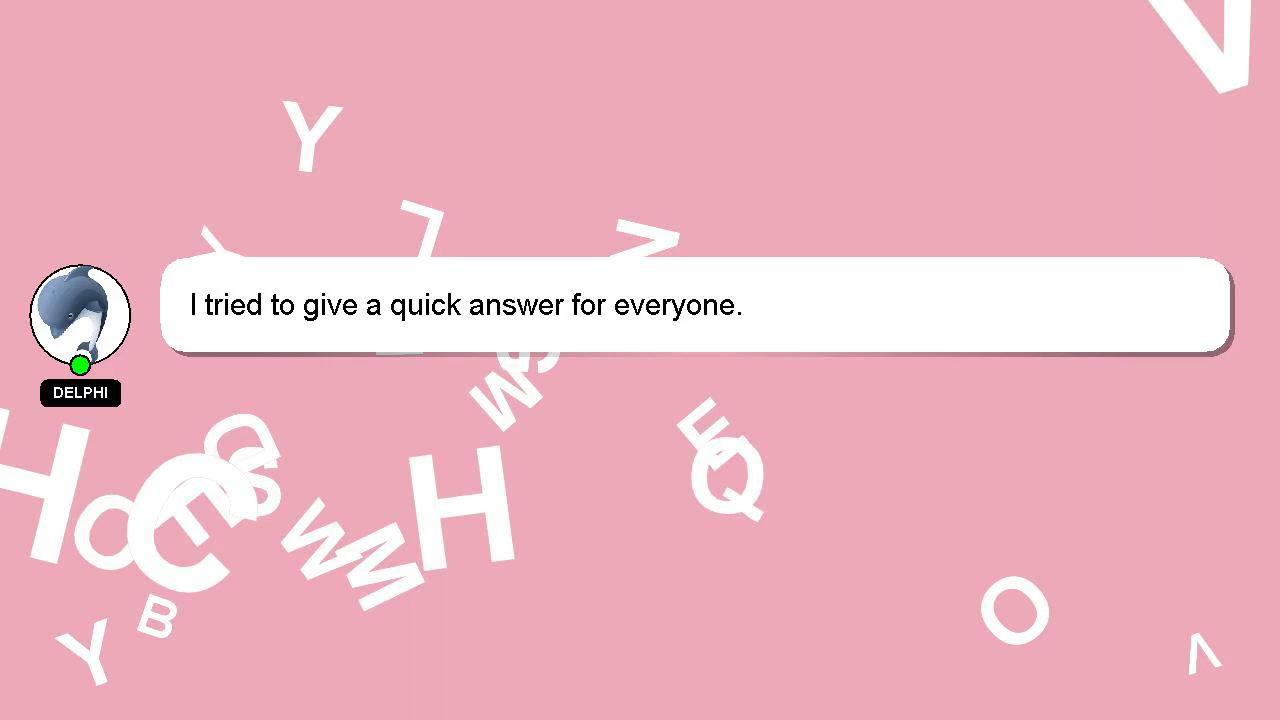 V
Y
L
Y
Z
I tried to give a quick answer for everyone.
DELPHI
S
W
E
Q
H
O
C
D
S
E
W
M
H
B
Y
O
V